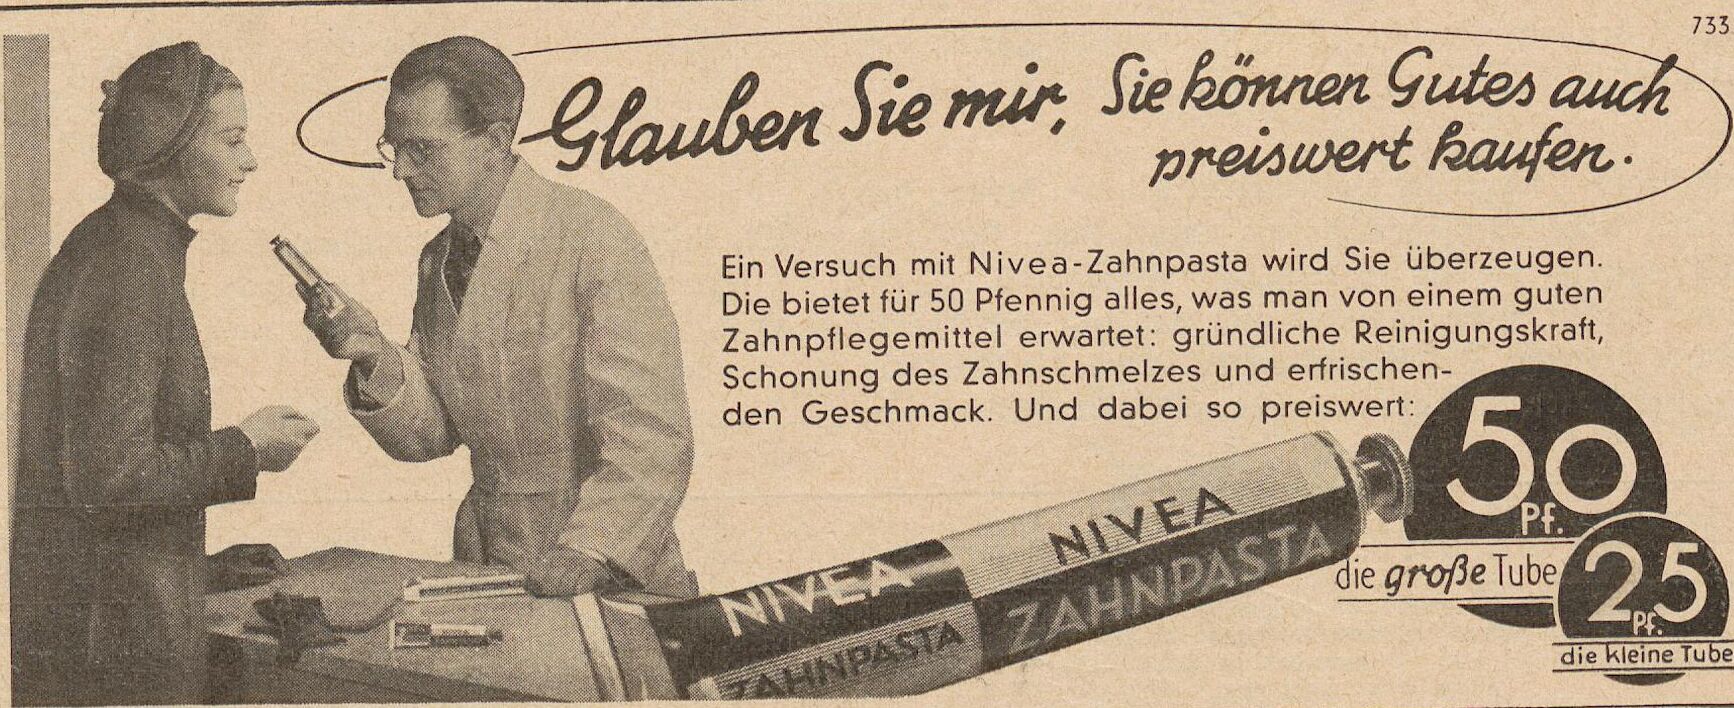 733
Glauben Sie mir, Sie können Gutes auch
preiswert kaufen.
Ein Versuch mit Nivea-Zahnpasta wird Sie überzeugen.
Die bietet für 50 Pfennig alles, was man von einem guten
Zahnpflegemittel erwartet: gründliche Reinigungskraft,
Schonung des Zahnschmelzes und erfrischen-
den Geschmack. Und dabei so preiswert:
50
Pf.
die große Tube
25
Pf.
die kleine Tube
NIVEA
ZAHNPASTA
NIVEA
ZAHNPASTA